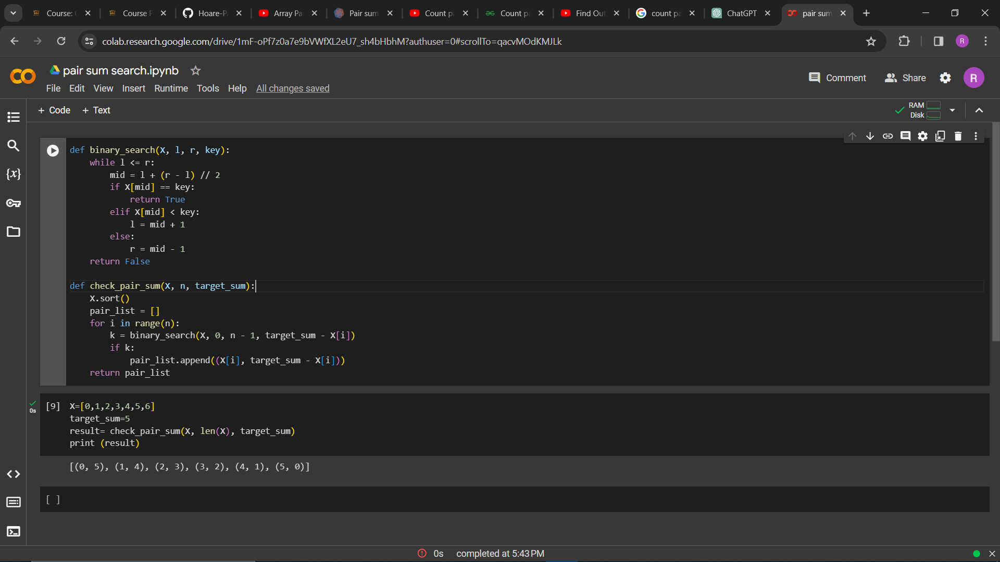 Course: (
Course F
Hoare-P
Array Pa
Pair sum
Count p
Count p
Find Out
count pa
ChatGPT
pair sum
colab.research.google.com/drive/1mF-oPf7z0a7e9bVWfXL2eU7_sh4bHbhM?authuser=0#scrollTo=qacvMOdKMJLk
R
pair sum search.ipynb
Comment
Share
R
File Edit View Insert Runtime Tools Help All changes saved
+ Code + Text
RAM
Disk
def binary_search(X, l, r, key):
    while l <= r:
        mid = l + (r - l) // 2
        if X[mid] == key:
            return True
        elif X[mid] < key:
            l = mid + 1
        else:
            r = mid - 1
    return False
def check_pair_sum(X, n, target_sum):
    X.sort()
    pair_list = []
    for i in range(n):
        k = binary_search(X, 0, n - 1, target_sum - X[i])
        if k:
            pair_list.append((X[i], target_sum - X[i]))
    return pair_list
0s
[9] X=[0,1,2,3,4,5,6]
target_sum=5
result= check_pair_sum(X, len(X), target_sum)
print (result)
[(0, 5), (1, 4), (2, 3), (3, 2), (4, 1), (5, 0)]
[ ]
0s completed at 5:43 PM